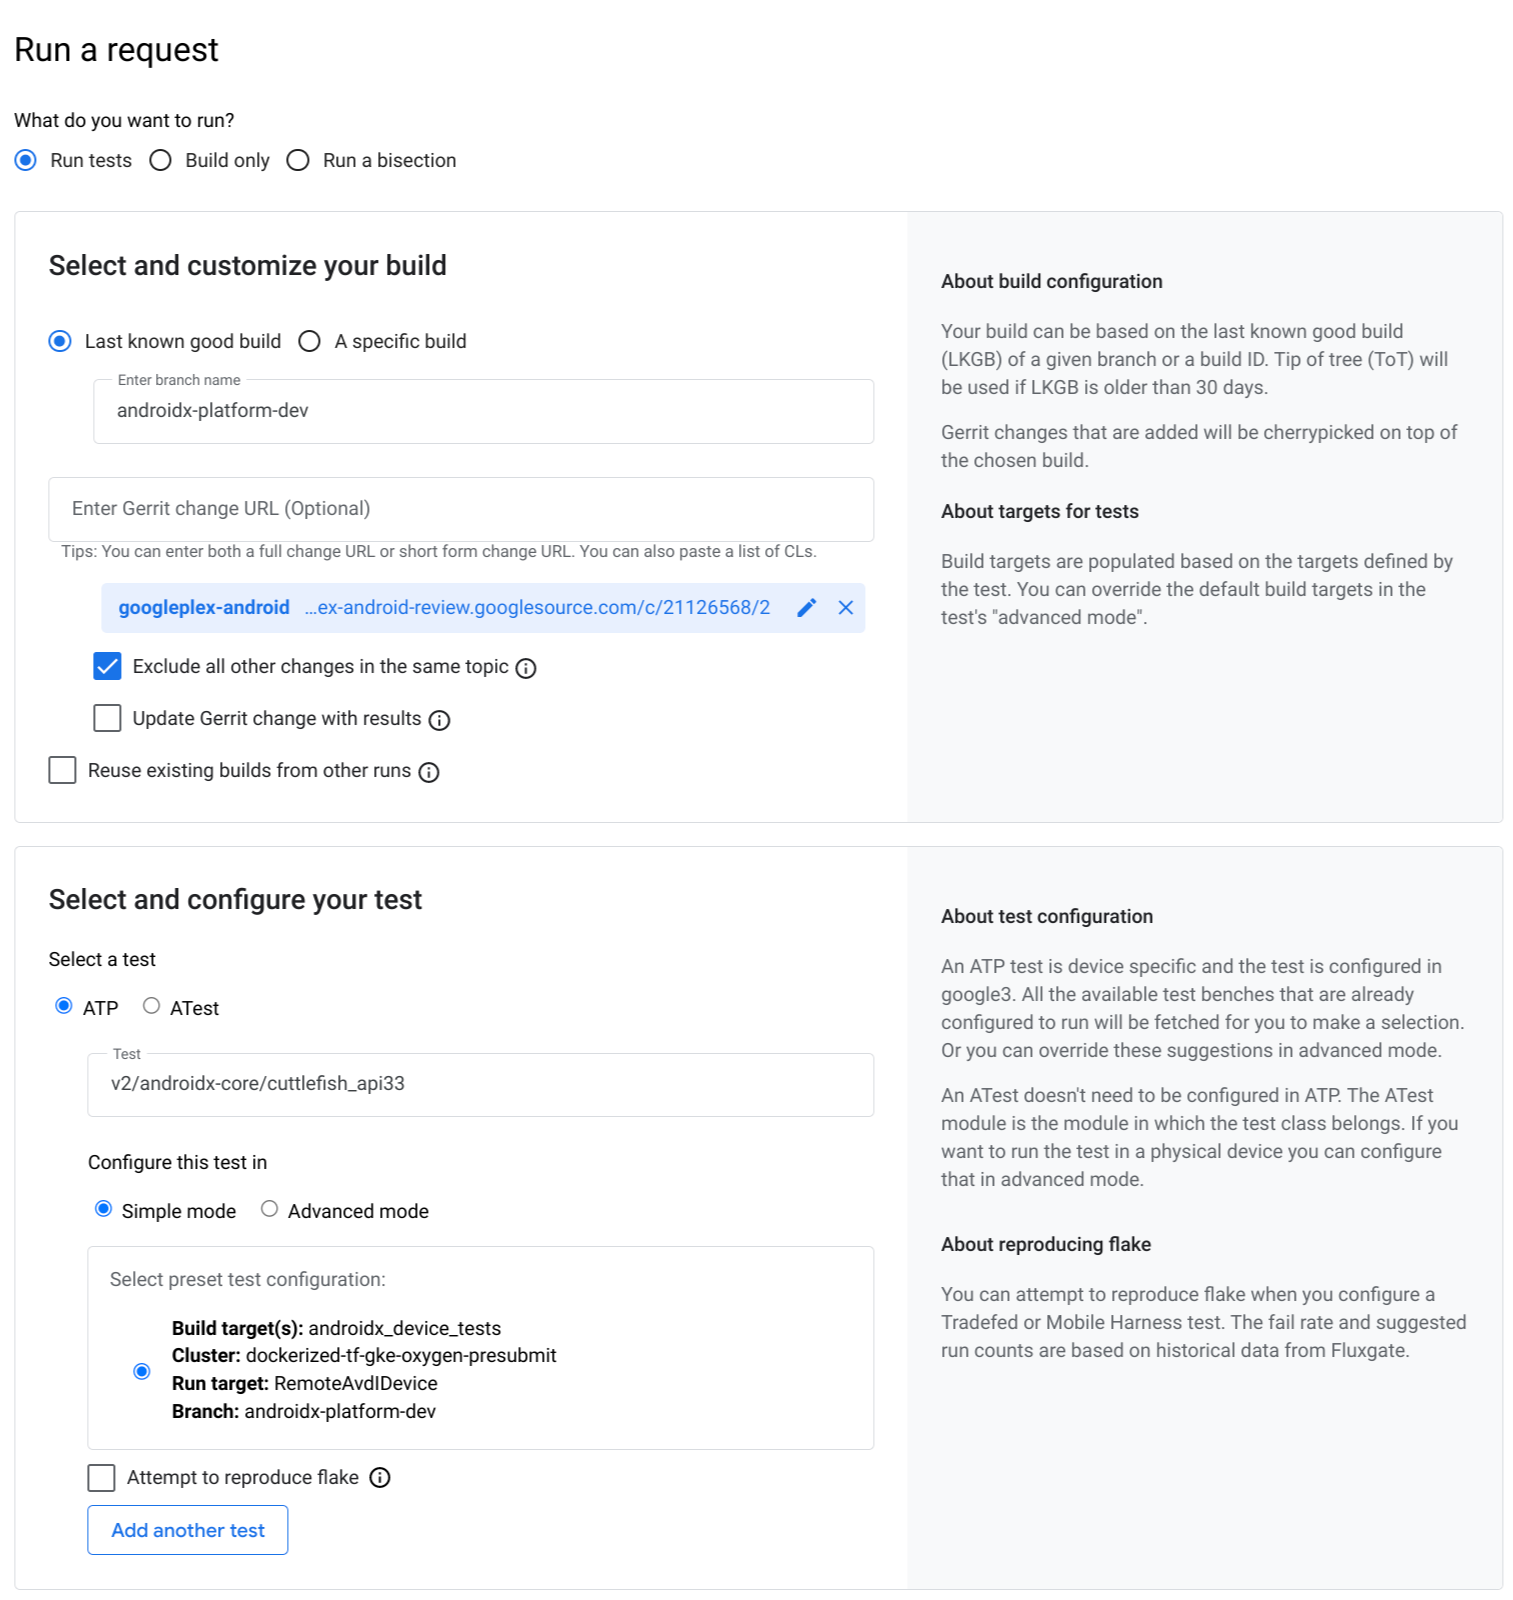 Run a request
What do you want to run?
Run tests Build only Run a bisection
Select and customize your build
Last known good build A specific build
Enter branch name
androidx-platform-dev
Enter Gerrit change URL (Optional)
Tips: You can enter both a full change URL or short form change URL. You can also paste a list of CLs.
googleplex-android ...ex-android-review.googlesource.com/c/21126568/2
Exclude all other changes in the same topic
Update Gerrit change with results
Reuse existing builds from other runs
About build configuration
Your build can be based on the last known good build
(LKGB) of a given branch or a build ID. Tip of tree (ToT) will
be used if LKGB is older than 30 days.
Gerrit changes that are added will be cherrypicked on top of
the chosen build.
About targets for tests
Build targets are populated based on the targets defined by
the test. You can override the default build targets in the
test's "advanced mode".
Select and configure your test
Select a test
ATP ATest
Test
v2/androidx-core/cuttlefish_api33
Configure this test in
Simple mode Advanced mode
Select preset test configuration:
Build target(s): androidx_device_tests
Cluster: dockerized-tf-gke-oxygen-presubmit
Run target: RemoteAvdIDevice
Branch: androidx-platform-dev
Attempt to reproduce flake
Add another test
About test configuration
An ATP test is device specific and the test is configured in
google3. All the available test benches that are already
configured to run will be fetched for you to make a selection.
Or you can override these suggestions in advanced mode.
An ATest doesn't need to be configured in ATP. The ATest
module is the module in which the test class belongs. If you
want to run the test in a physical device you can configure
that in advanced mode.
About reproducing flake
You can attempt to reproduce flake when you configure a
Tradefed or Mobile Harness test. The fail rate and suggested
run counts are based on historical data from Fluxgate.